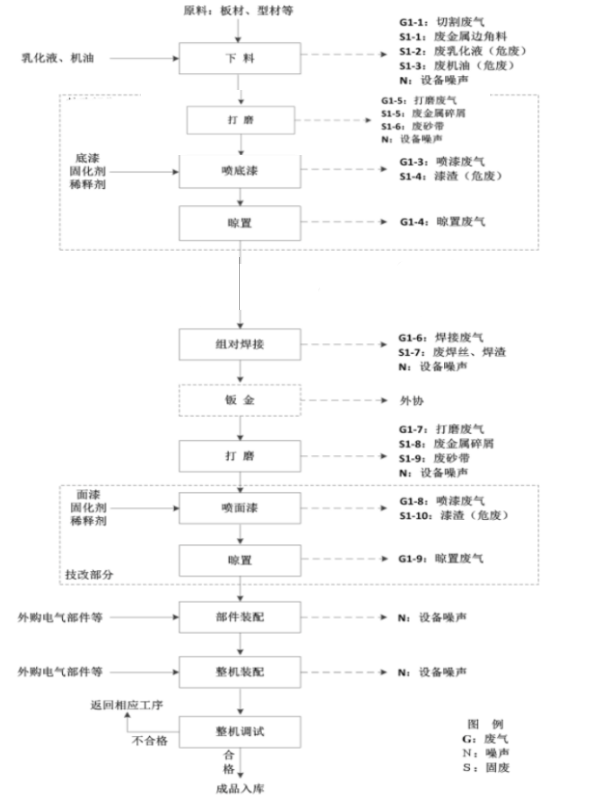 原料：板材、型材等
乳化液、机油
下 料
G1-1：切割废气
S1-1：废金属边角料
S1-2：废乳化液（危废）
S1-3：废机油（危废）
N：设备噪声
打 磨
G1-5：打磨废气
S1-5：废金属碎屑
S1-6：废砂带
N：设备噪声
底漆
固化剂
稀释剂
喷底漆
G1-3：喷漆废气
S1-4：漆渣（危废）
晾置
G1-4：晾置废气
组对焊接
G1-6：焊接废气
S1-7：废焊丝、焊渣
N：设备噪声
钣 金
外协
打 磨
G1-7：打磨废气
S1-8：废金属碎屑
S1-9：废砂带
N：设备噪声
面漆
固化剂
稀释剂
喷面漆
G1-8：喷漆废气
S1-10：漆渣（危废）
晾置
G1-9：晾置废气
技改部分
外购电气部件等
部件装配
N：设备噪声
外购电气部件等
整机装配
N：设备噪声
返回相应工序
不合格
整机调试
合格
成品入库
图 例
G：废气
N：噪声
S：固废